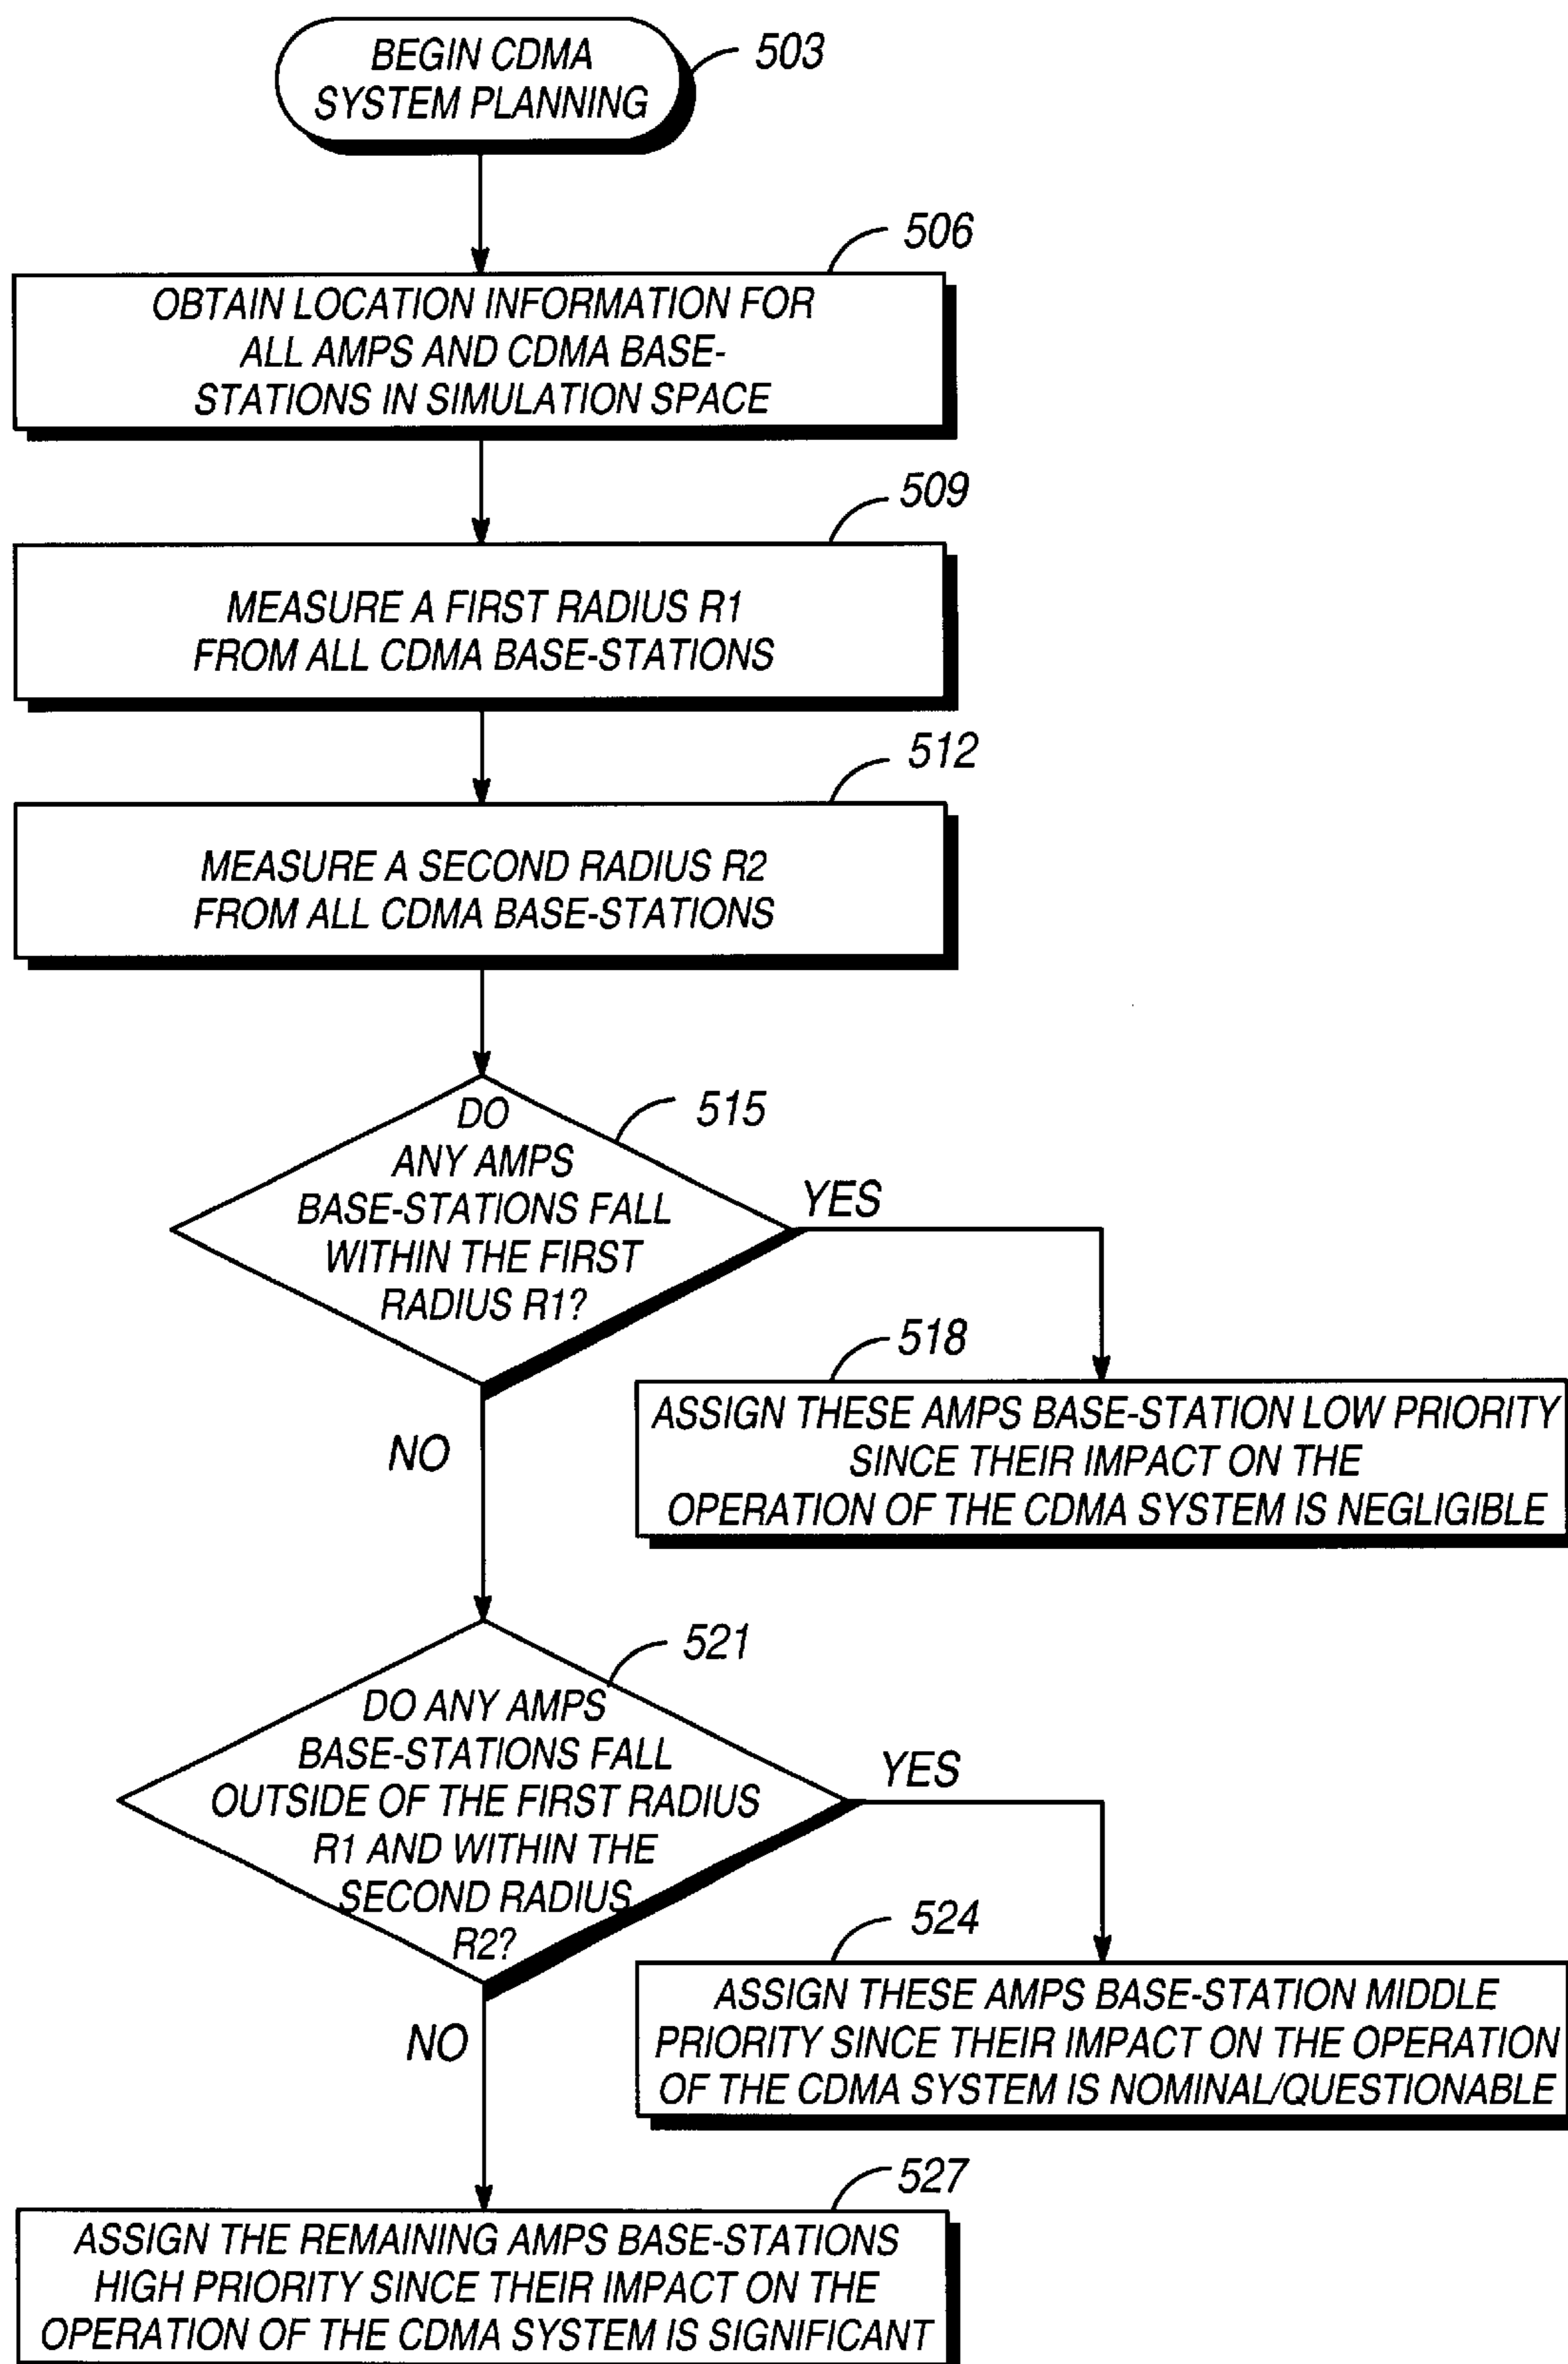 BEGIN CDMA
SYSTEM PLANNING
503
506
OBTAIN LOCATION INFORMATION FOR
ALL AMPS AND CDMA BASE-
STATIONS IN SIMULATION SPACE
509
MEASURE A FIRST RADIUS R1
FROM ALL CDMA BASE-STATIONS
512
MEASURE A SECOND RADIUS R2
FROM ALL CDMA BASE-STATIONS
515
DO
ANY AMPS
BASE-STATIONS FALL
WITHIN THE FIRST
RADIUS R1?
YES
518
ASSIGN THESE AMPS BASE-STATION LOW PRIORITY
SINCE THEIR IMPACT ON THE
OPERATION OF THE CDMA SYSTEM IS NEGLIGIBLE
NO
521
DO ANY AMPS
BASE-STATIONS FALL
OUTSIDE OF THE FIRST RADIUS
R1 AND WITHIN THE
SECOND RADIUS
R2?
YES
524
ASSIGN THESE AMPS BASE-STATION MIDDLE
PRIORITY SINCE THEIR IMPACT ON THE OPERATION
OF THE CDMA SYSTEM IS NOMINAL/QUESTIONABLE
NO
527
ASSIGN THE REMAINING AMPS BASE-STATIONS
HIGH PRIORITY SINCE THEIR IMPACT ON THE
OPERATION OF THE CDMA SYSTEM IS SIGNIFICANT